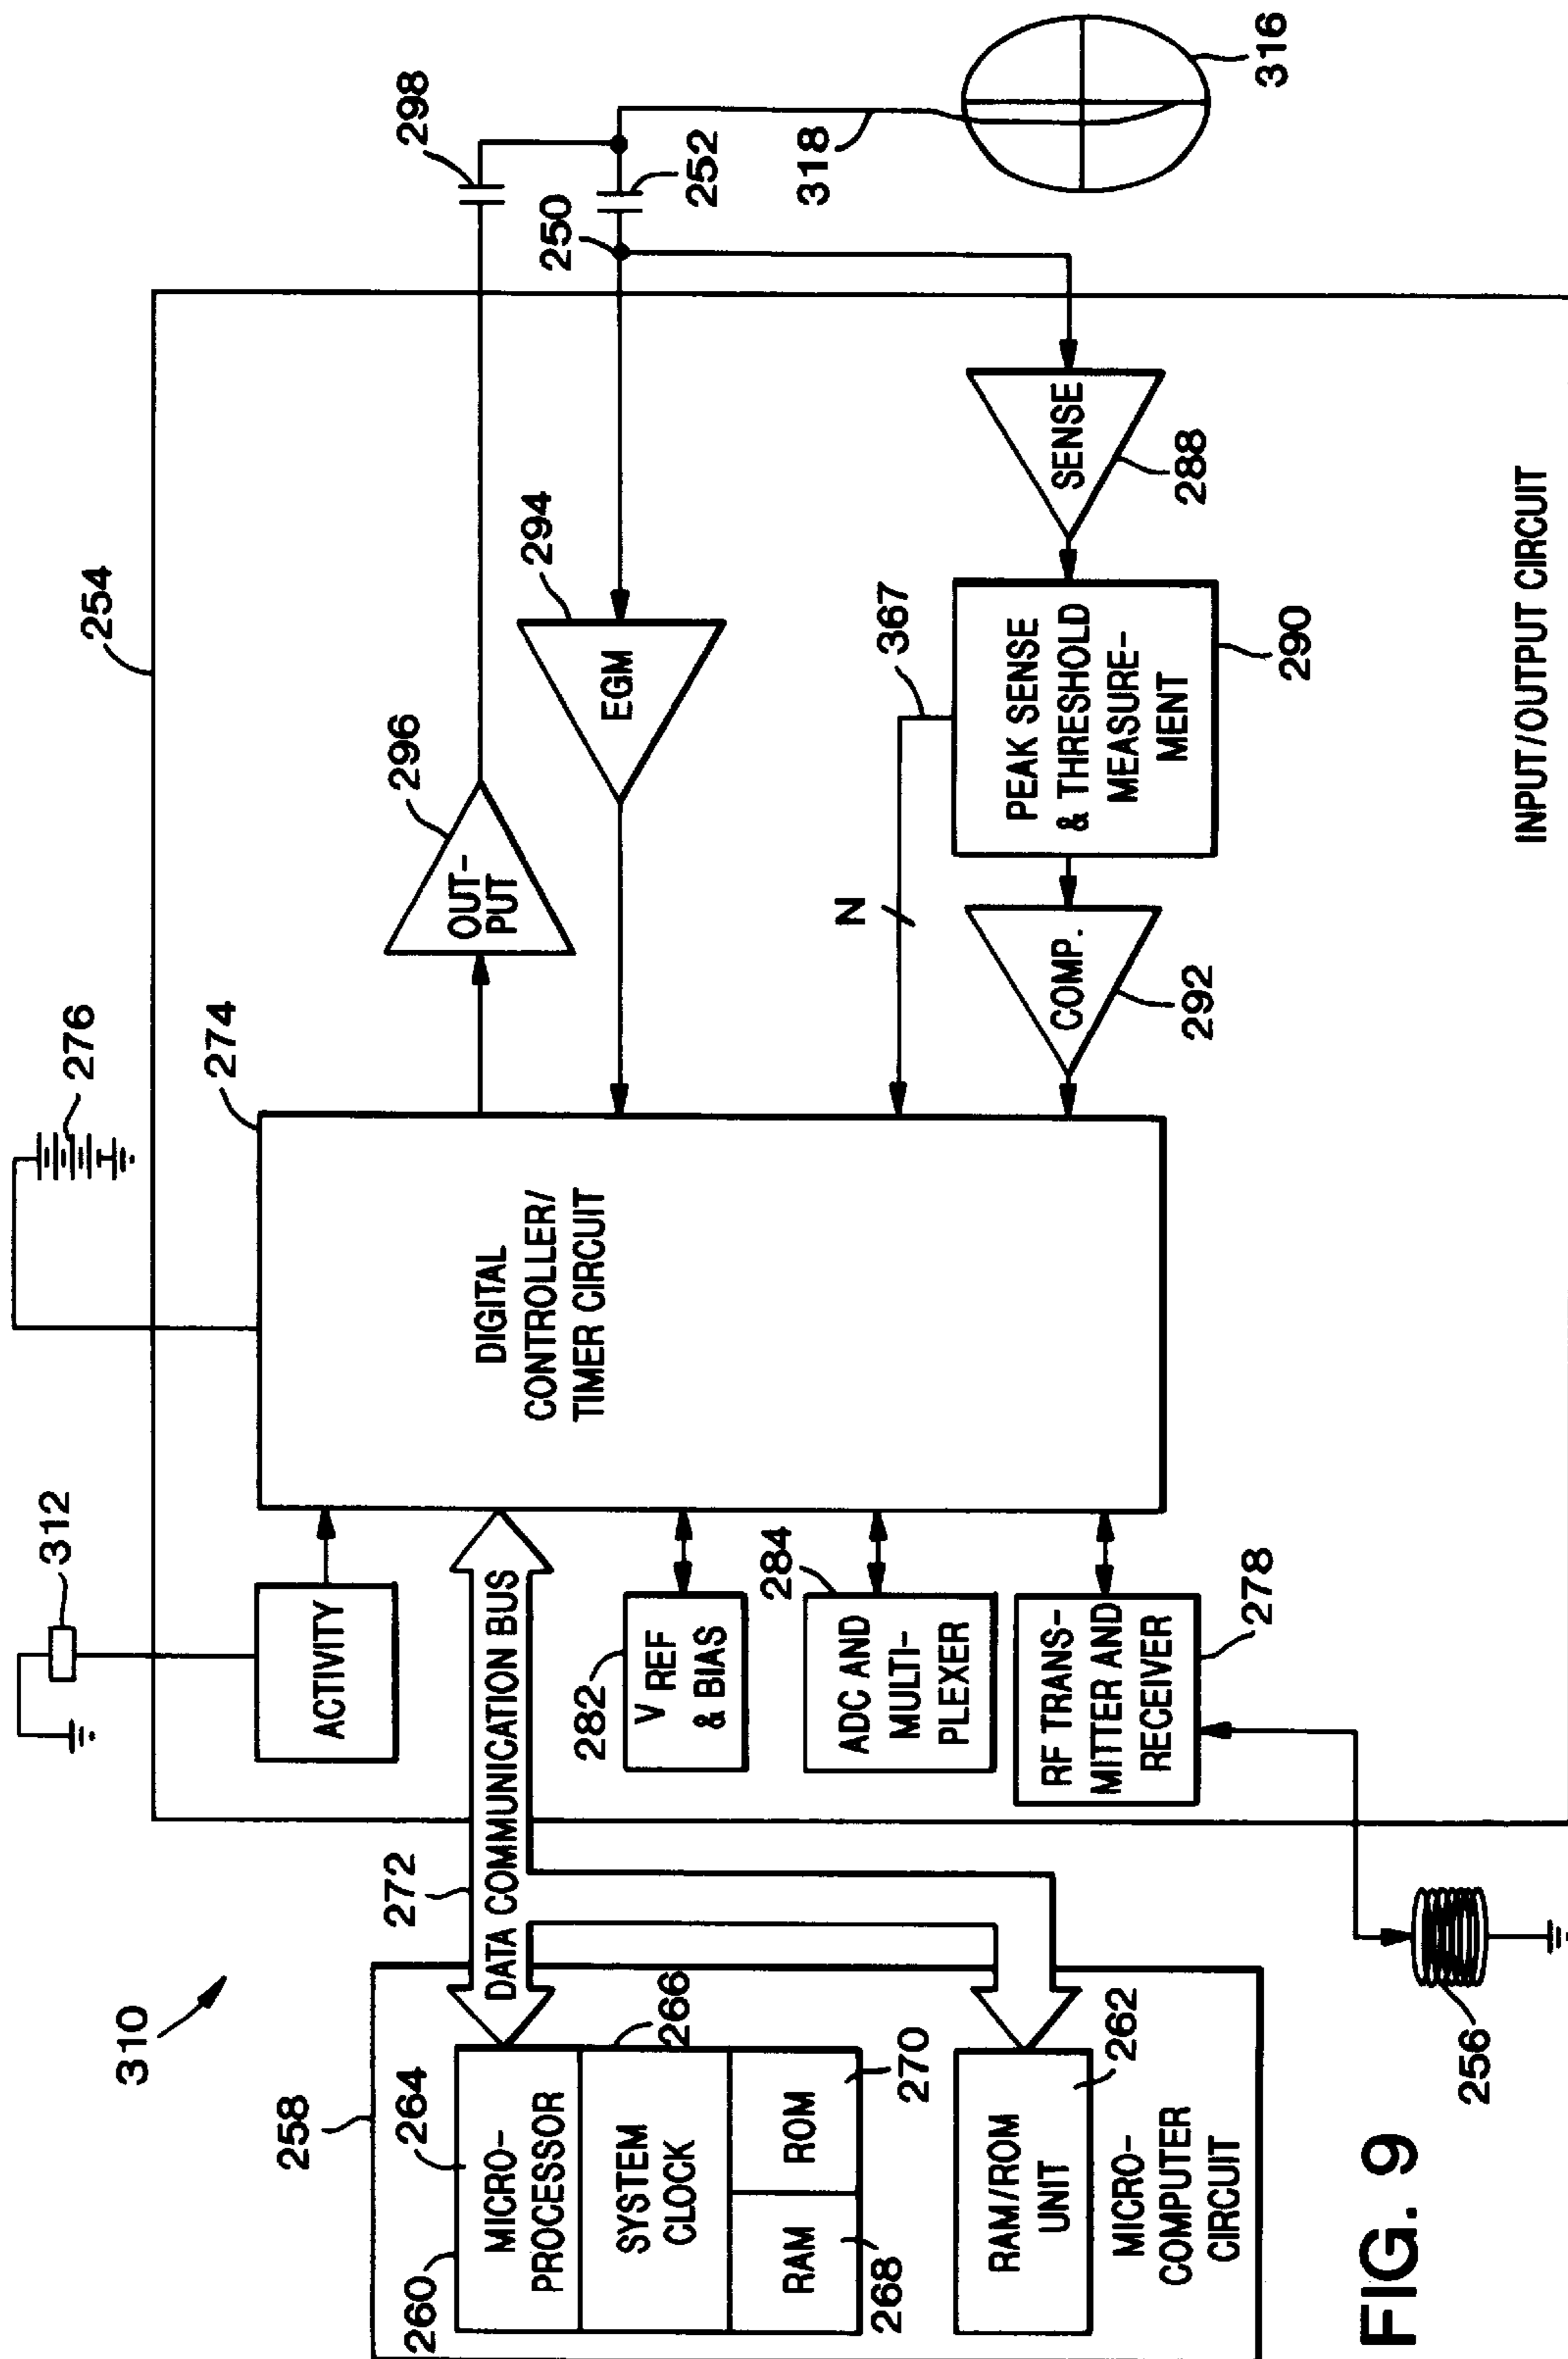 310
258
260
264
MICRO-
PROCESSOR
266
SYSTEM
CLOCK
RAM
ROM
268
270
262
RAM/ROM
UNIT
MICRO-
COMPUTER
CIRCUIT
272
DATA COMMUNICATION BUS
312
ACTIVITY
282
V REF
& BIAS
284
ADC AND
MULTI-
PLEXER
RF TRANS-
MITTER AND
RECEIVER
278
256
276
274
DIGITAL
CONTROLLER/
TIMER CIRCUIT
254
296
OUT-
PUT
294
EGM
367
N
COMP.
292
PEAK SENSE
& THRESHOLD
MEASURE-
MENT
290
SENSE
288
298
250
252
318
316
INPUT/OUTPUT CIRCUIT
FIG. 9